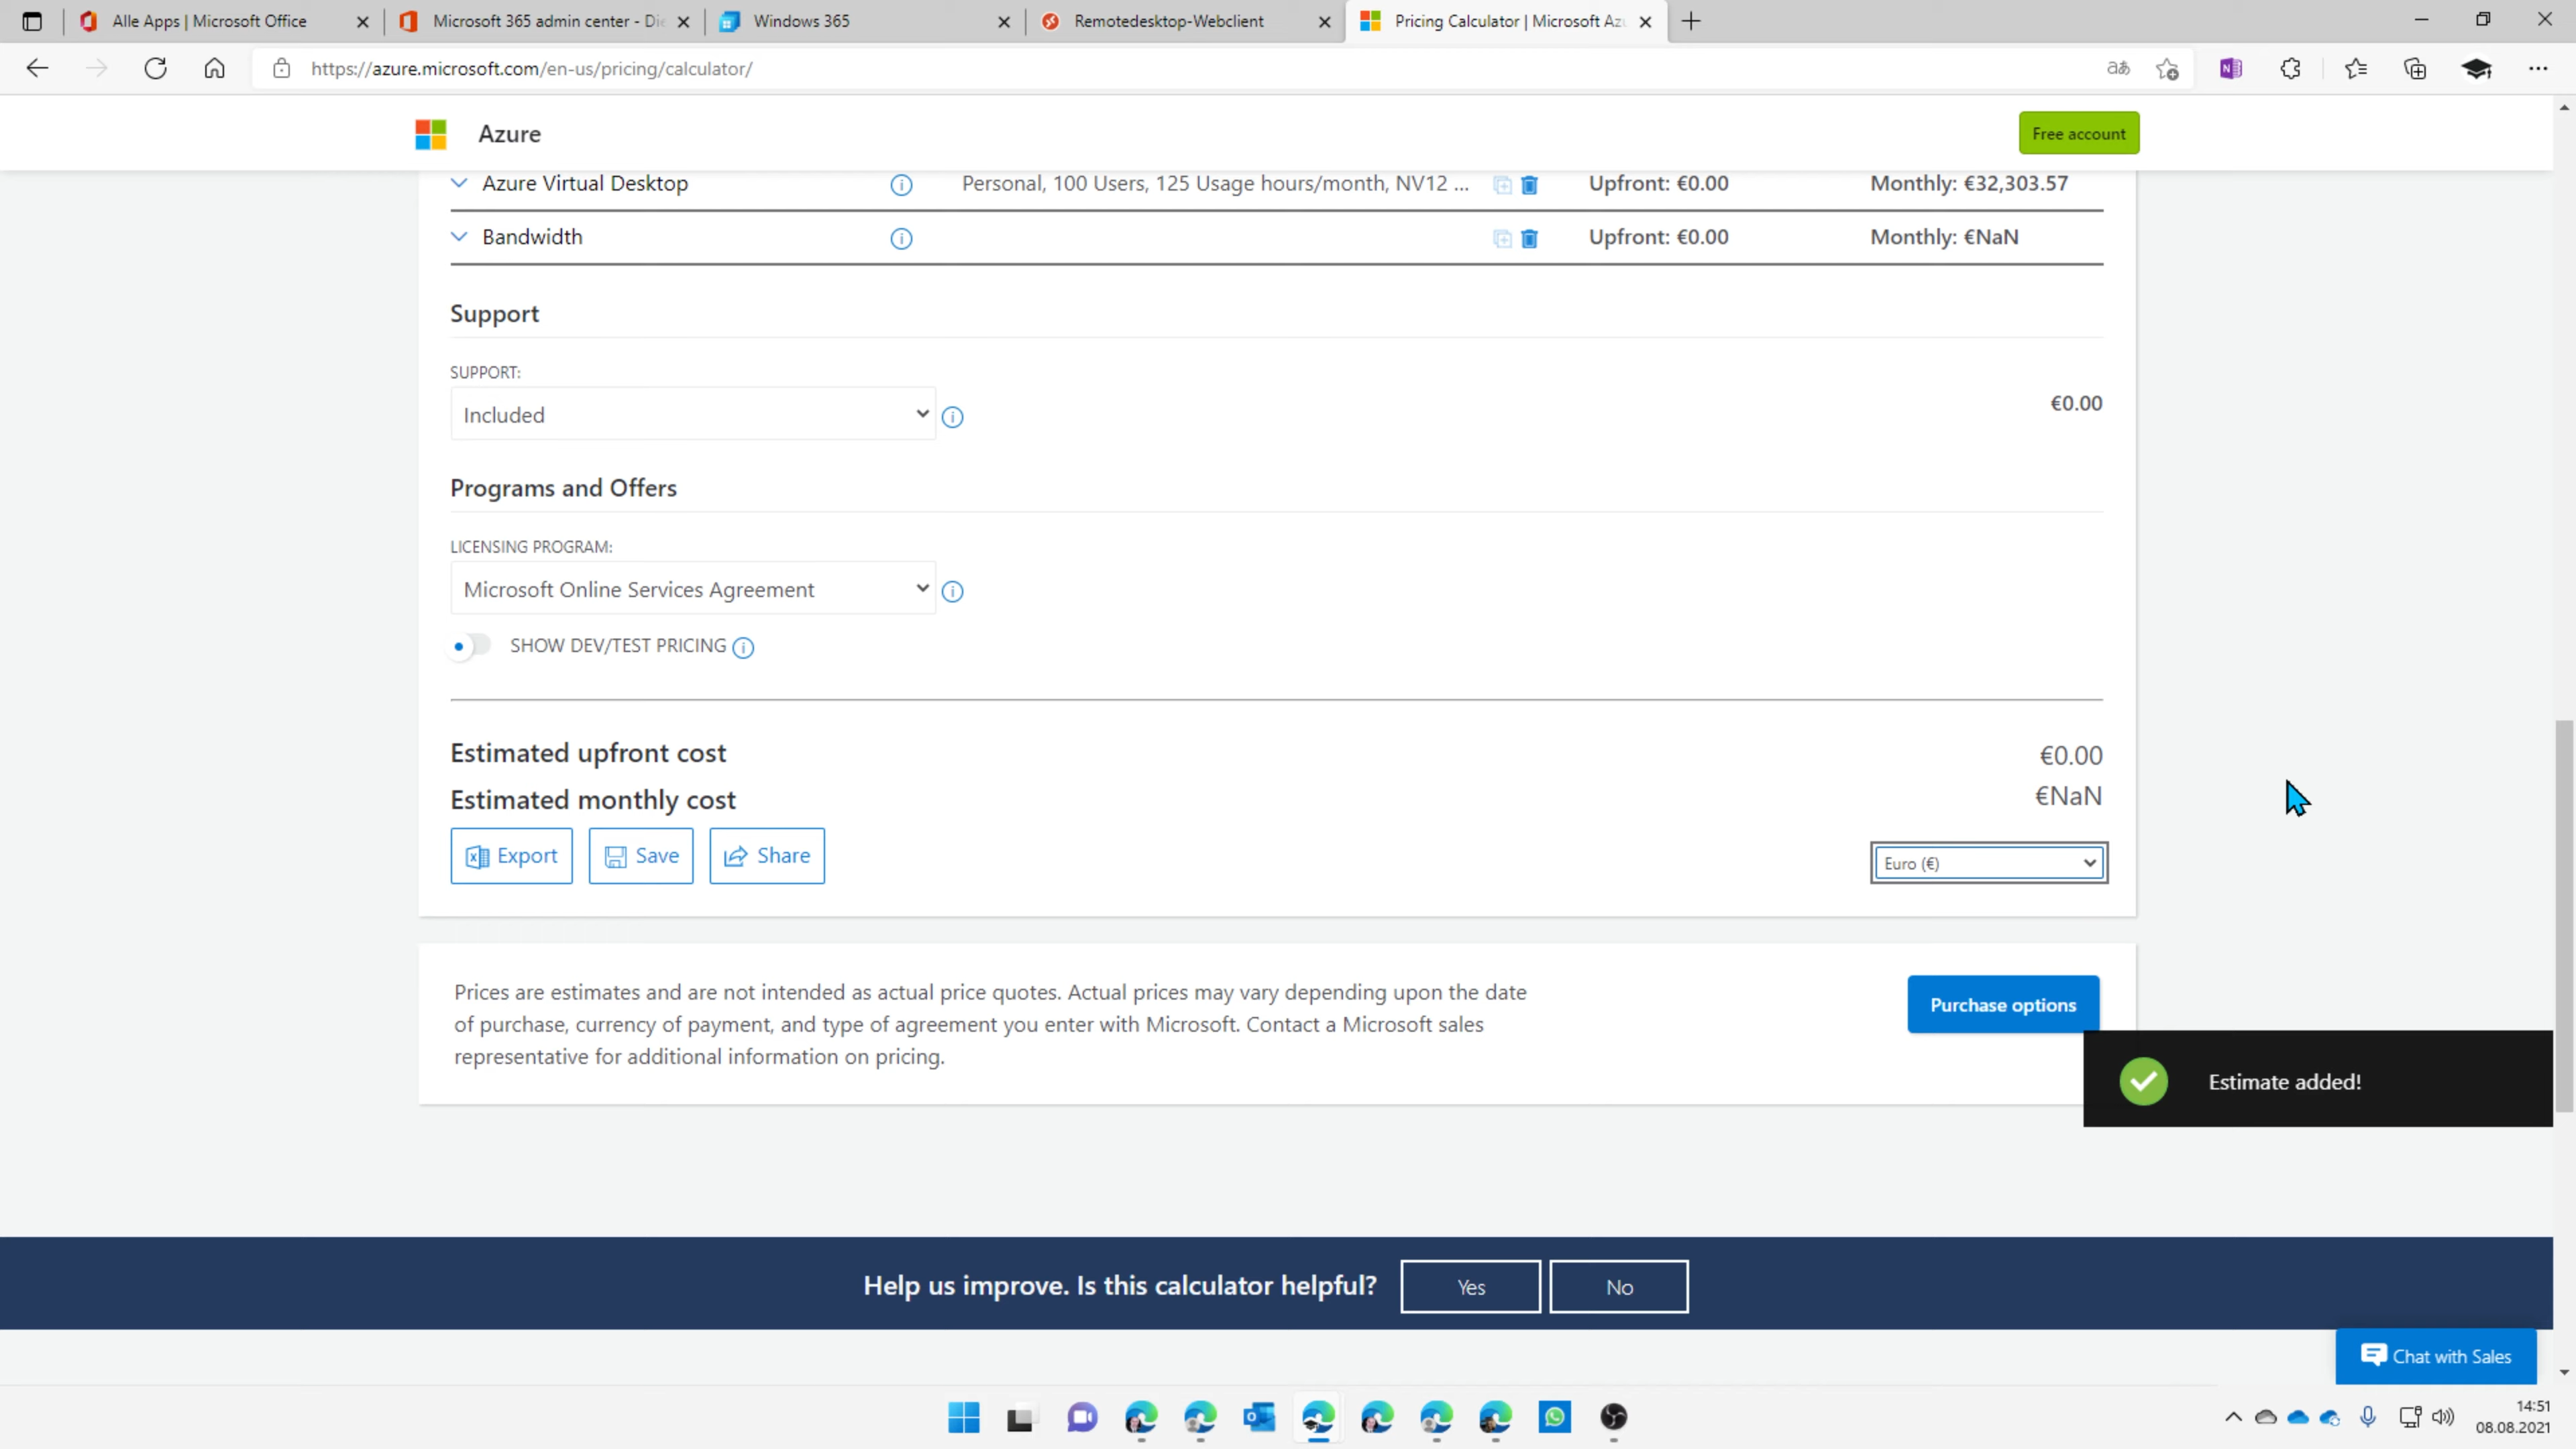 Alle Apps | Microsoft Office
Microsoft 365 admin center - Die
Windows 365
Remotedesktop-Webclient
Pricing Calculator | Microsoft Azu
https://azure.microsoft.com/en-us/pricing/calculator/
Azure
Free account
Azure Virtual Desktop
Personal, 100 Users, 125 Usage hours/month, NV12 ...
Upfront: €0.00
Monthly: €32,303.57
Bandwidth
Upfront: €0.00
Monthly: €NaN
Support
SUPPORT:
Included
€0.00
Programs and Offers
LICENSING PROGRAM:
Microsoft Online Services Agreement
SHOW DEV/TEST PRICING
Estimated upfront cost
€0.00
Estimated monthly cost
€NaN
Export
Save
Share
Euro (€)
Prices are estimates and are not intended as actual price quotes. Actual prices may vary depending upon the date
of purchase, currency of payment, and type of agreement you enter with Microsoft. Contact a Microsoft sales
representative for additional information on pricing.
Purchase options
Estimate added!
Help us improve. Is this calculator helpful?
Yes
No
Chat with Sales
14:51
08.08.2021